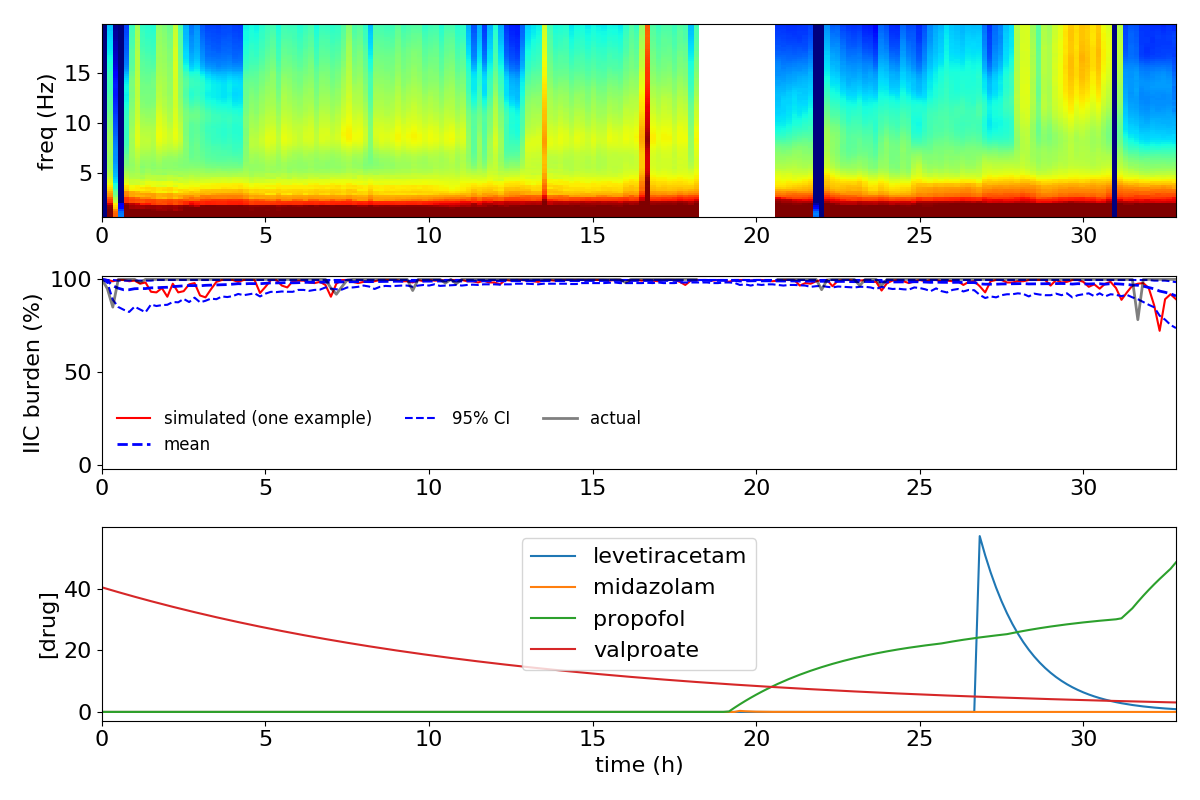 freq (Hz)
15
10
5
0 5 10 15 20 25 30
IIC burden (%)
100
50
0
simulated (one example) 95% CI actual
mean
0 5 10 15 20 25 30
[drug]
40
20
0
levetiracetam
midazolam
propofol
valproate
0 5 10 15 20 25 30
time (h)